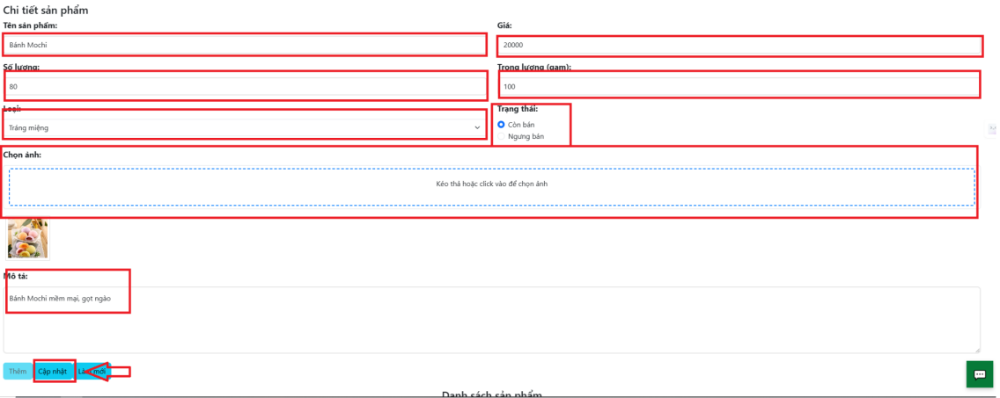 Chi tiết sản phẩm
Tên sản phẩm: Giá:
Bánh Mochi 20000
Số lượng: Trọng lượng (gam):
80 100
Loại: Trạng thái:
Tráng miệng Còn bán
Ngưng bán
Chọn ảnh:
Kéo thả hoặc click vào để chọn ảnh
Mô tả:
Bánh Mochi mềm mại, gọt ngào
Thêm Cập nhật Làm mới
Danh sách sản phẩm